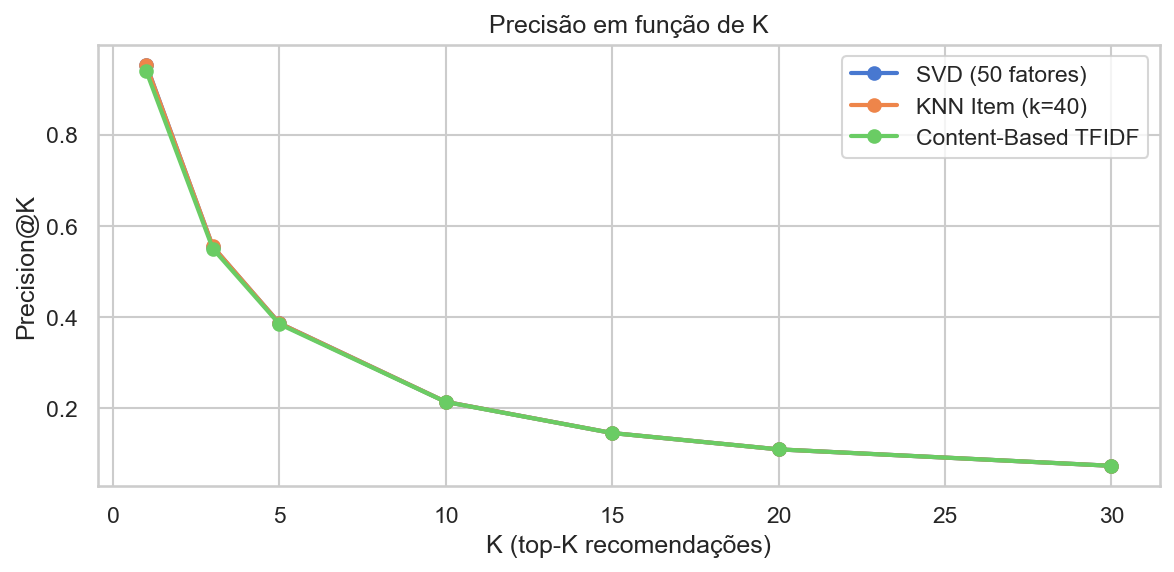 Precisão em função de K
SVD (50 fatores)
KNN Item (k=40)
Content-Based TFIDF
Precision@K
0.8
0.6
0.4
0.2
0 5 10 15 20 25 30
K (top-K recomendações)